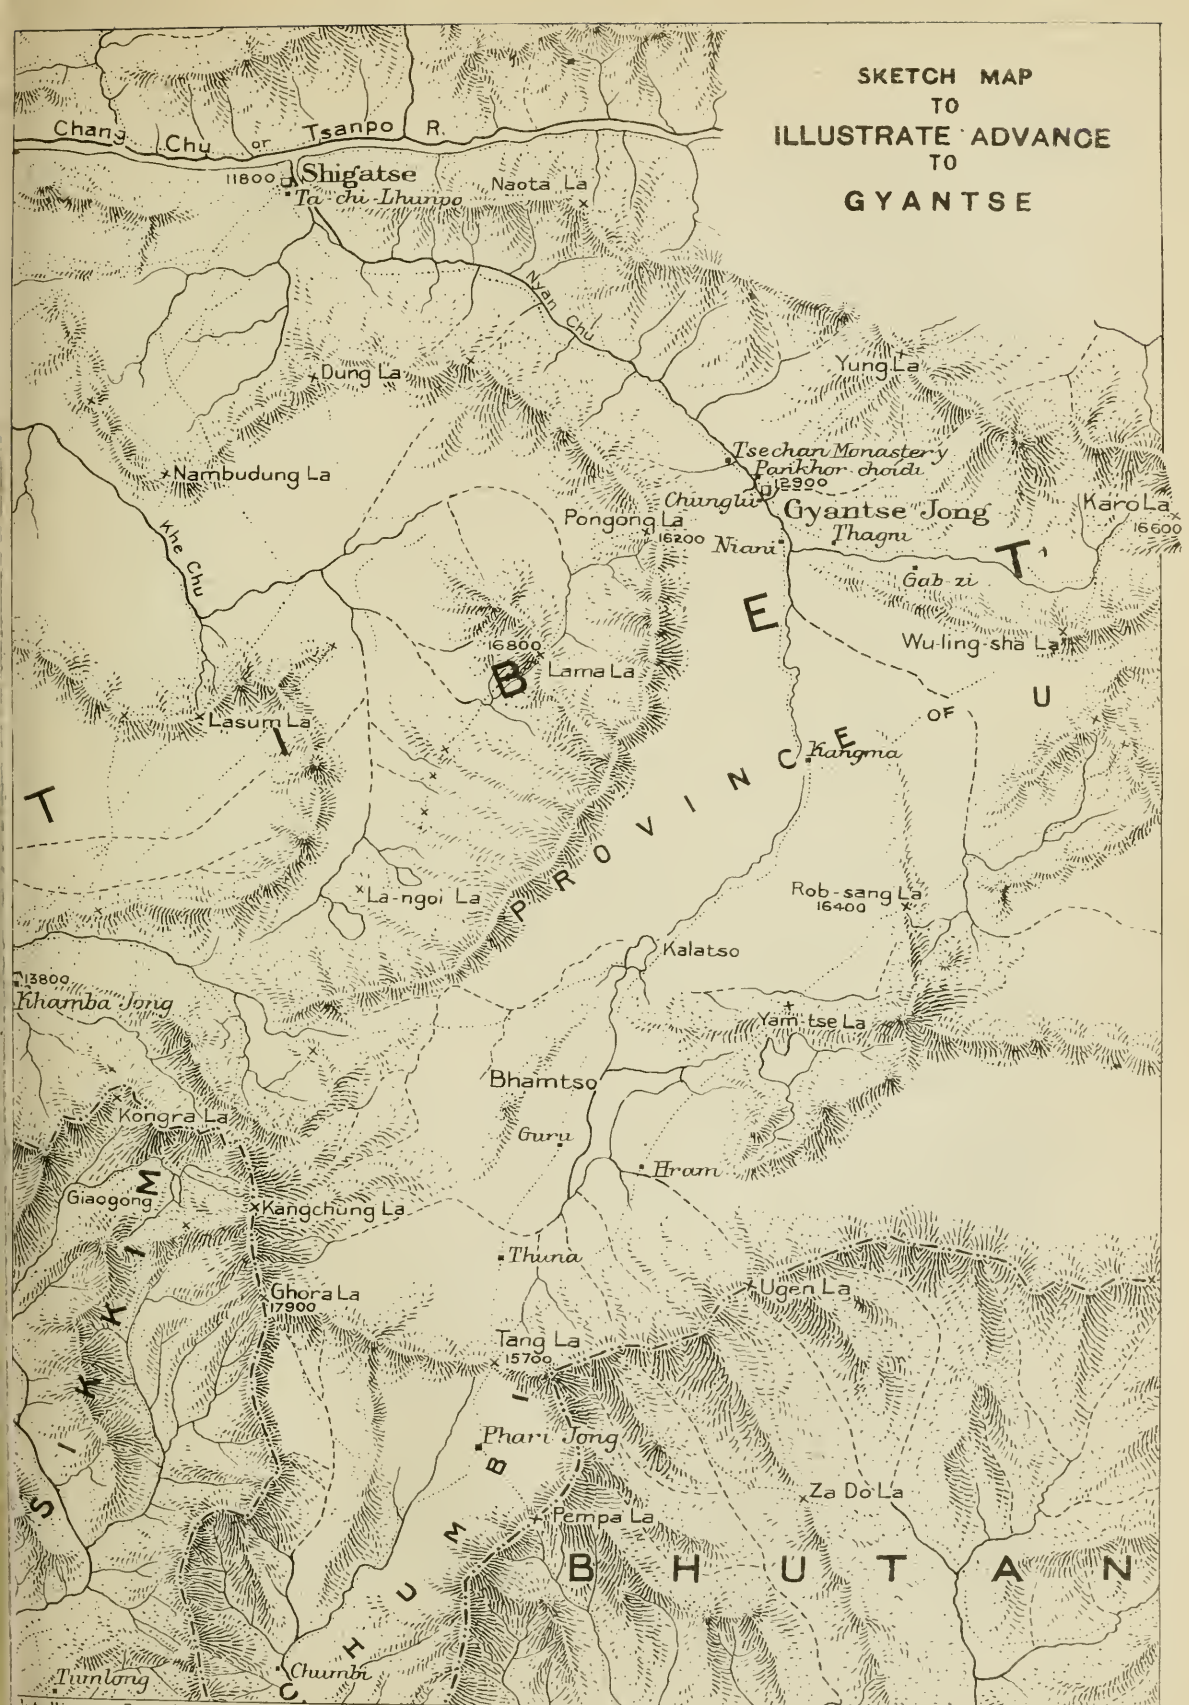 SKETCH MAP
TO
ILLUSTRATE ADVANCE
TO
GYANTSE
Chang Chu or Tsanpo R.
11800
Shigatse
Ta-chi-Lhunpo
Naota La
Nyan Chu
Dung La
Yung La
Nambudung La
Tsechan Monastery
Parikhor choidi
12900
Chunglu
Gyantse Jong
Karo La
16600
Pongong La
16200
Niani
Thagni
Khe Chu
Gab-zi
TIBET
Wu-ling-sha La
16800
Lama La
Lasum La
PROVINCE OF U
Kangma
La-ngoi La
Rob-sang La
16400
Kalatso
13800
Khamba Jong
Yam-tse La
Bhamtso
Kongra La
Guru
Hram
Giaogong
Kangchung La
SIKKIM
Thuna
Ghora La
17900
Ugen La
Tang La
15700
Phari Jong
Za Do La
Pempa La
BHUTAN
CHUMBI
Chumbi
Tumlong